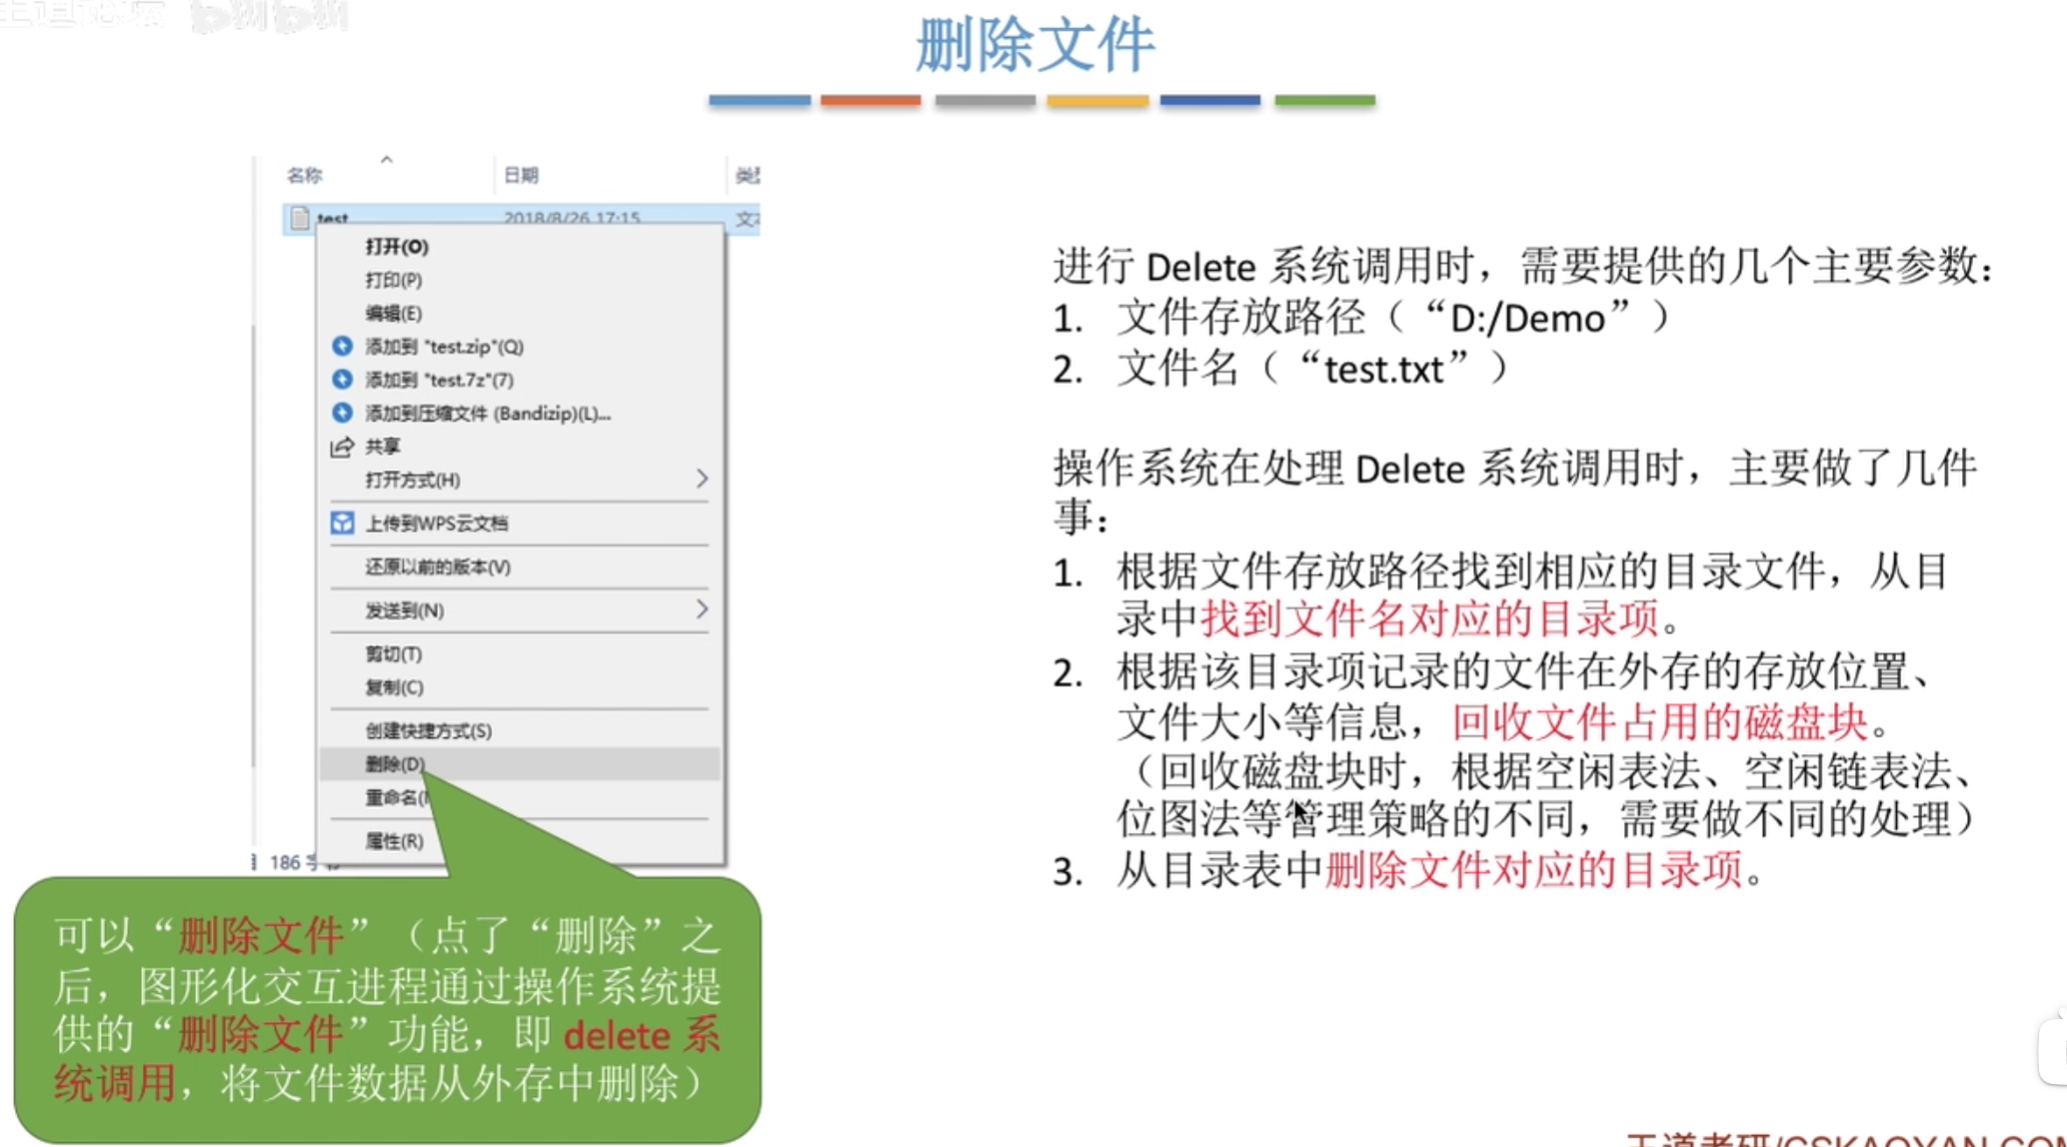 删除文件
名称
日期
test
2018/8/26 17:15
打开(O)
打印(P)
编辑(E)
添加到 "test.zip"(Q)
添加到 "test.7z"(7)
添加到压缩文件 (Bandizip)(L)...
共享
打开方式(H)
上传到WPS云文档
还原以前的版本(V)
发送到(N)
剪切(T)
复制(C)
创建快捷方式(S)
删除(D)
重命名(
属性(R)
186
可以“删除文件”（点了“删除”之
后，图形化交互进程通过操作系统提
供的“删除文件”功能，即 delete 系
统调用，将文件数据从外存中删除）
进行 Delete 系统调用时，需要提供的几个主要参数：
1. 文件存放路径（“D:/Demo”）
2. 文件名（“test.txt”）
操作系统在处理 Delete 系统调用时，主要做了几件
事：
1. 根据文件存放路径找到相应的目录文件，从目
录中找到文件名对应的目录项。
2. 根据该目录项记录的文件在外存的存放位置、
文件大小等信息，回收文件占用的磁盘块。
（回收磁盘块时，根据空闲表法、空闲链表法、
位图法等管理策略的不同，需要做不同的处理）
3. 从目录表中删除文件对应的目录项。